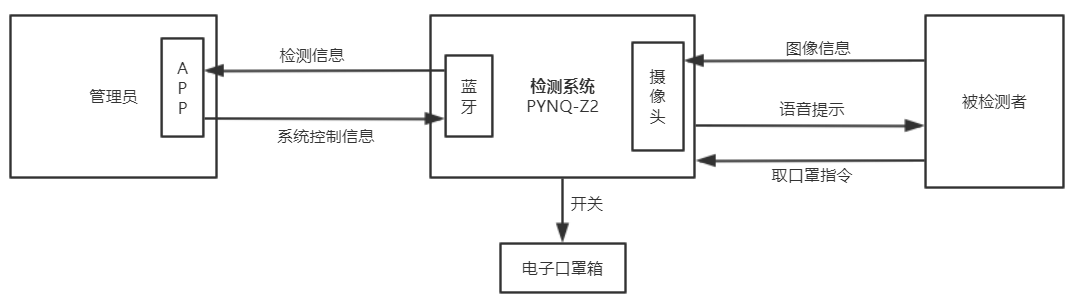 管理员
APP
检测信息
系统控制信息
蓝牙
检测系统
PYNQ-Z2
摄像头
图像信息
语音提示
取口罩指令
被检测者
开关
电子口罩箱